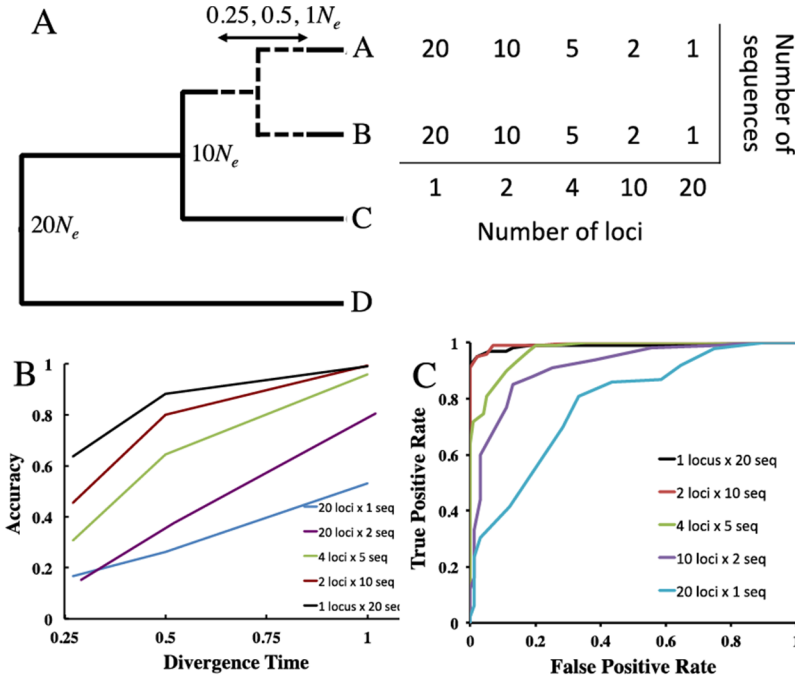 A
0.25, 0.5, 1Ne
A
B
10Ne
C
20Ne
D
20 10 5 2 1
20 10 5 2 1
Number of sequences
1 2 4 10 20
Number of loci
B
1
0.8
0.6
0.4
0.2
0
0.25 0.5 0.75 1
Accuracy
Divergence Time
20 loci x 1 seq
20 loci x 2 seq
4 loci x 5 seq
2 loci x 10 seq
1 locus x 20 seq
C
1
0.8
0.6
0.4
0.2
0
0 0.2 0.4 0.6 0.8 1
True Positive Rate
False Positive Rate
1 locus x 20 seq
2 loci x 10 seq
4 loci x 5 seq
10 loci x 2 seq
20 loci x 1 seq